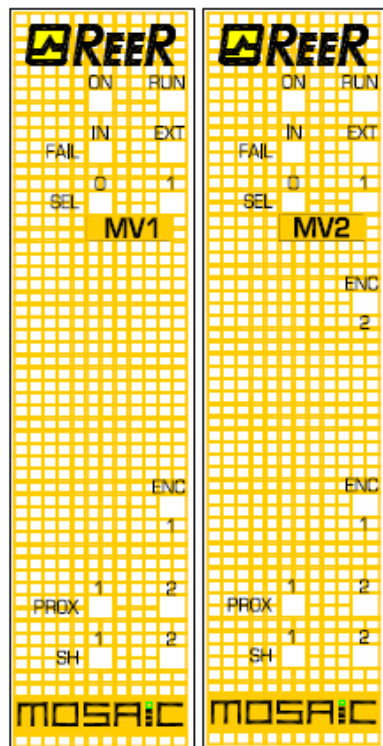 REER
ON RUN
IN EXT
FAIL
0 1
SEL
MV1
ENC
1
1 2
PROX
1 2
SH
MOSAIC
REER
ON RUN
IN EXT
FAIL
0 1
SEL
MV2
ENC
2
ENC
1
1 2
PROX
1 2
SH
MOSAIC